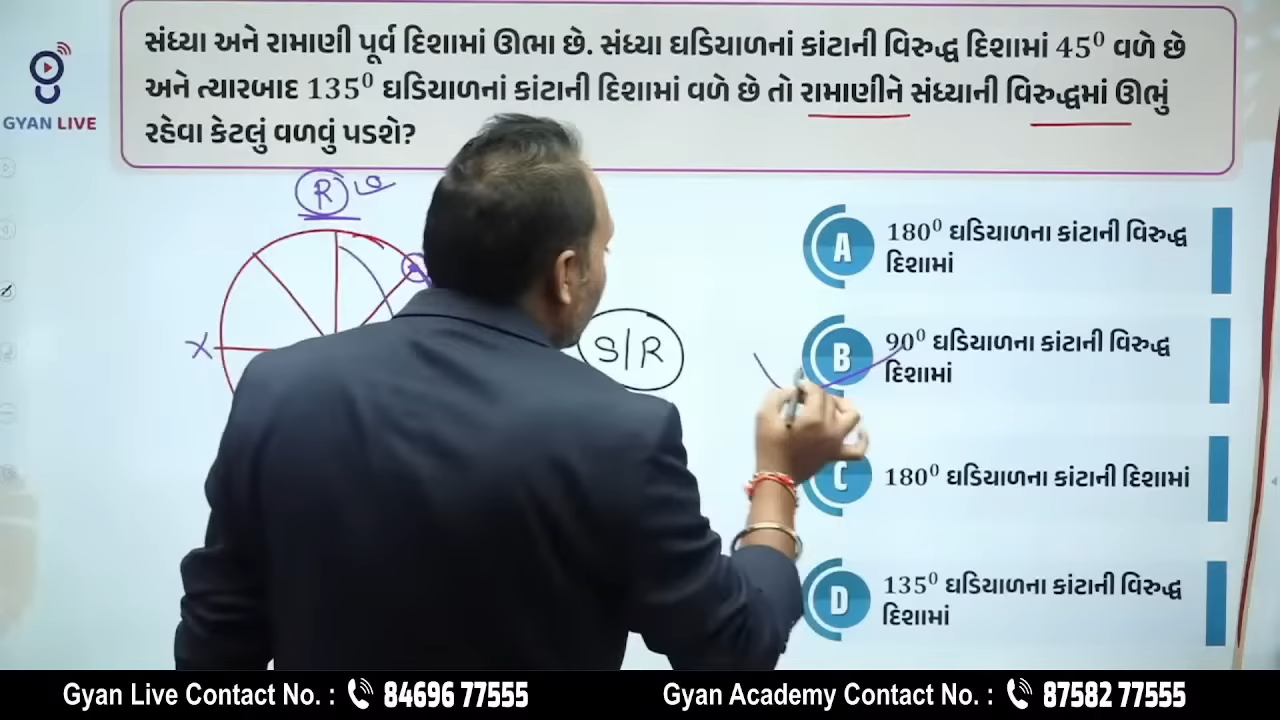 સંધ્યા અને રામાણી પૂર્વ દિશામાં ઊભા છે. સંધ્યા ઘડિયાળનાં કાંટાની વિરુદ્ધ દિશામાં 45⁰ વળે છે
અને ત્યારબાદ 135⁰ ઘડિયાળનાં કાંટાની દિશામાં વળે છે તો રામાણીને સંધ્યાની વિરુદ્ધમાં ઊભું
રહેવા કેટલું વળવું પડશે?
GYAN LIVE
R
X
S/R
A
180⁰ ઘડિયાળના કાંટાની વિરુદ્ધ
દિશામાં
B
90⁰ ઘડિયાળના કાંટાની વિરુદ્ધ
દિશામાં
C
180⁰ ઘડિયાળના કાંટાની દિશામાં
D
135⁰ ઘડિયાળના કાંટાની વિરુદ્ધ
દિશામાં
Gyan Live Contact No. : 84696 77555
Gyan Academy Contact No. : 87582 77555